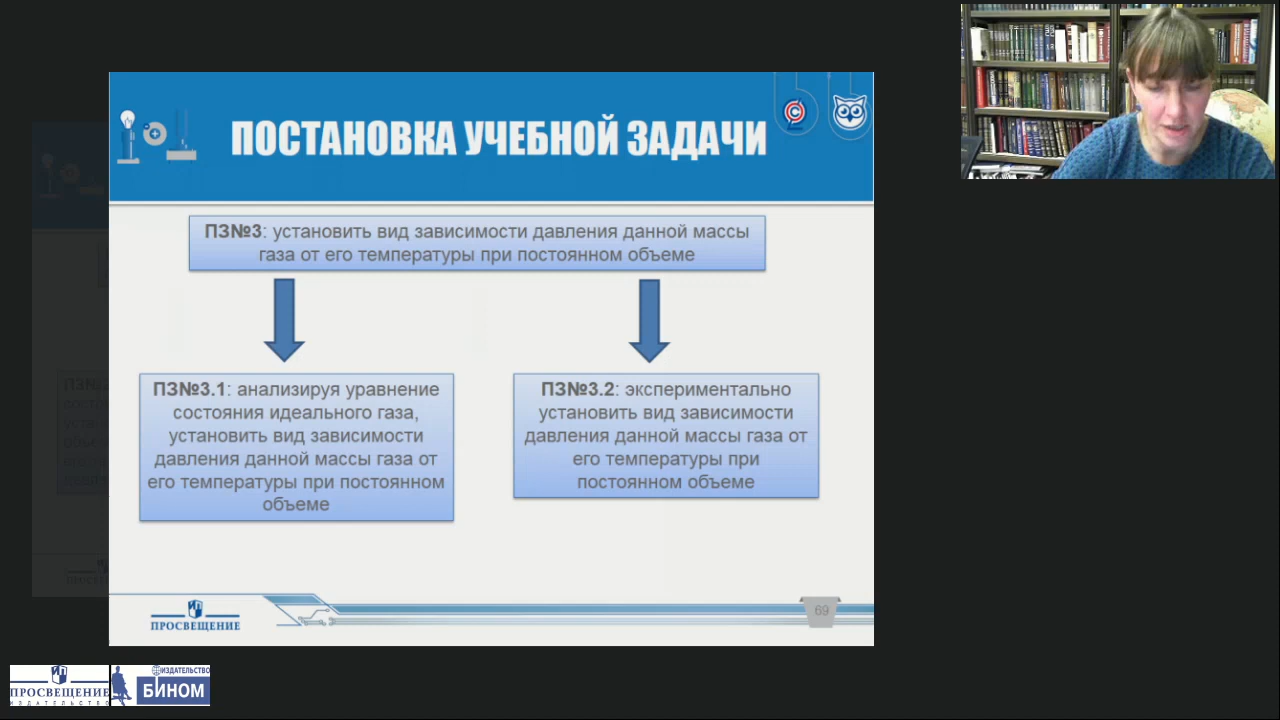 ПОСТАНОВКА УЧЕБНОЙ ЗАДАЧИ
ПЗ№3: установить вид зависимости давления данной массы
газа от его температуры при постоянном объеме
ПЗ№3.1: анализируя уравнение
состояния идеального газа,
установить вид зависимости
давления данной массы газа от
его температуры при постоянном
объеме
ПЗ№3.2: экспериментально
установить вид зависимости
давления данной массы газа от
его температуры при
постоянном объеме
ПРОСВЕЩЕНИЕ
69
ПРОСВЕЩЕНИЕ
ИЗДАТЕЛЬСТВО
ИЗДАТЕЛЬСТВО
БИНОМ